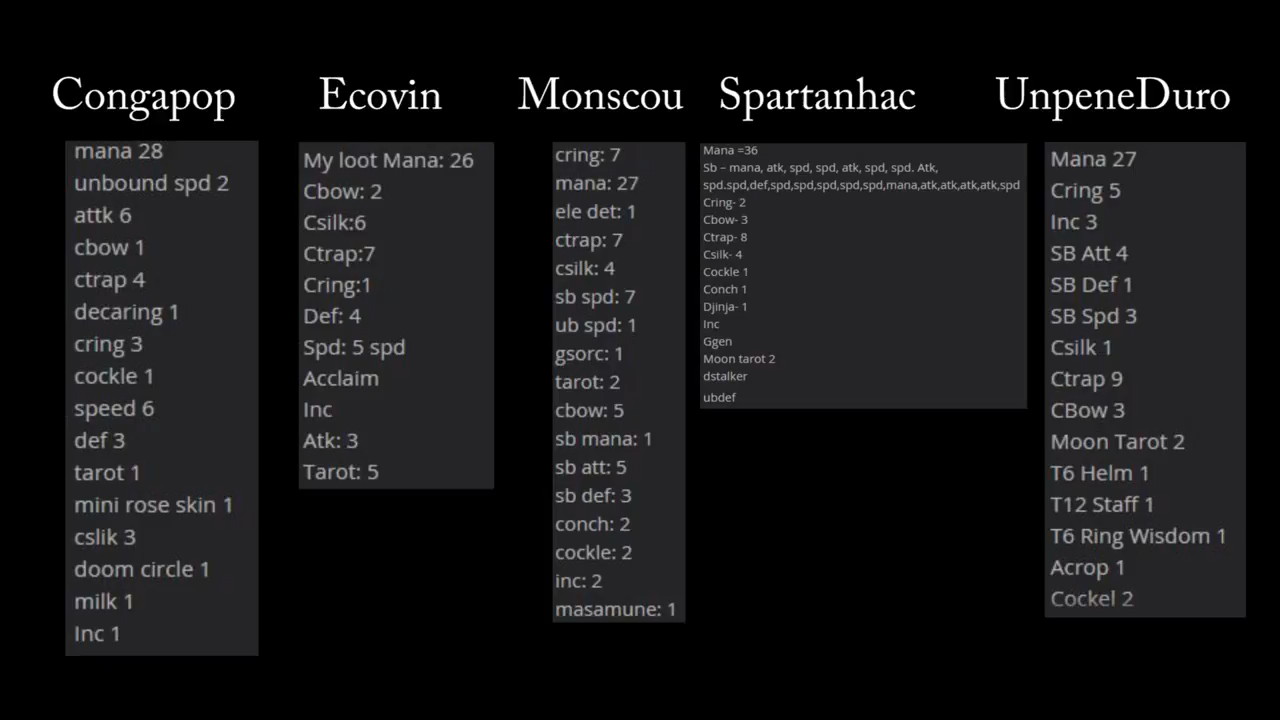 Congapop
mana 28
unbound spd 2
attk 6
cbow 1
ctrap 4
decaring 1
cring 3
cockle 1
speed 6
def 3
tarot 1
mini rose skin 1
cslik 3
doom circle 1
milk 1
Inc 1
Ecovin
My loot Mana: 26
Cbow: 2
Csilk:6
Ctrap:7
Cring:1
Def: 4
Spd: 5 spd
Acclaim
Inc
Atk: 3
Tarot: 5
Monscou
cring: 7
mana: 27
ele det: 1
ctrap: 7
csilk: 4
sb spd: 7
ub spd: 1
gsorc: 1
tarot: 2
cbow: 5
sb mana: 1
sb att: 5
sb def: 3
conch: 2
cockle: 2
inc: 2
masamune: 1
Spartanhac
Mana =36
Sb – mana, atk, spd, spd, atk, spd, spd. Atk,
spd.spd,def,spd,spd,spd,spd,spd,mana,atk,atk,atk,atk,spd
Cring- 2
Cbow- 3
Ctrap- 8
Csilk- 4
Cockle 1
Conch 1
Djinja- 1
Inc
Ggen
Moon tarot 2
dstalker
ubdef
UnpeneDuro
Mana 27
Cring 5
Inc 3
SB Att 4
SB Def 1
SB Spd 3
Csilk 1
Ctrap 9
CBow 3
Moon Tarot 2
T6 Helm 1
T12 Staff 1
T6 Ring Wisdom 1
Acrop 1
Cockel 2